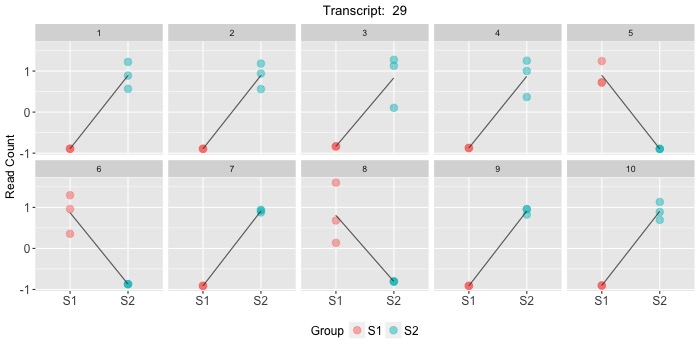 Transcript: 29
1 2 3 4 5
1
0
-1
Read Count
6 7 8 9 10
1
0
-1
S1 S2 S1 S2 S1 S2 S1 S2 S1 S2
Group S1 S2